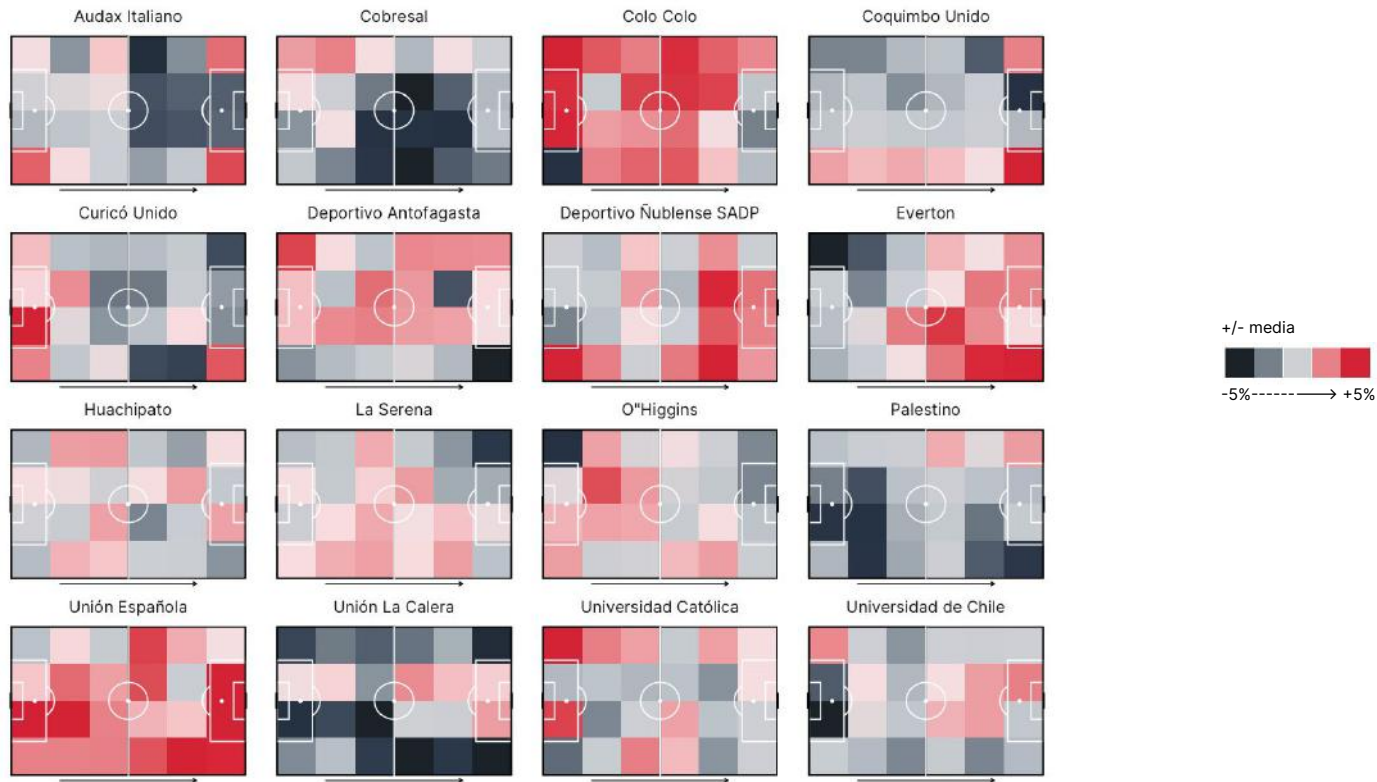 Audax Italiano
Cobresal
Colo Colo
Coquimbo Unido
Curicó Unido
Deportivo Antofagasta
Deportivo Ñublense SADP
Everton
+/- media
-5%-------→ +5%
Huachipato
La Serena
O"Higgins
Palestino
Unión Española
Unión La Calera
Universidad Católica
Universidad de Chile